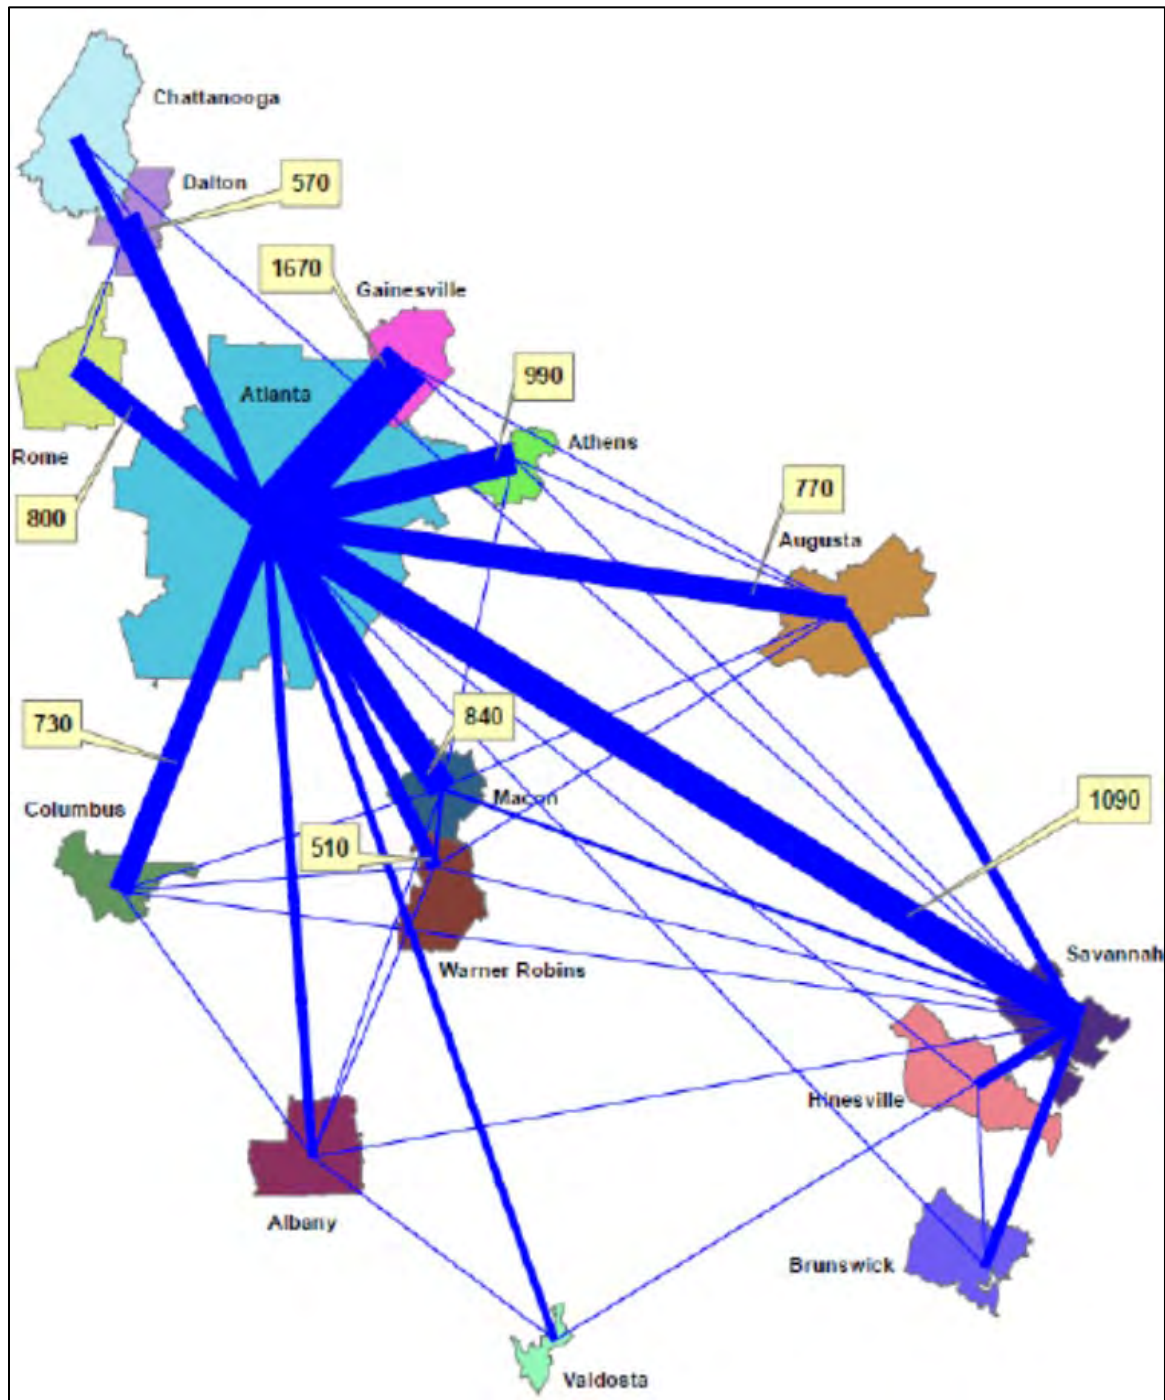 Chattanooga
Dalton
570
1670
Gainesville
990
Atlanta
Athens
Rome
770
800
Augusta
730
840
Columbus
Macon
1090
510
Savannah
Warner Robins
Hinesville
Albany
Brunswick
Valdosta